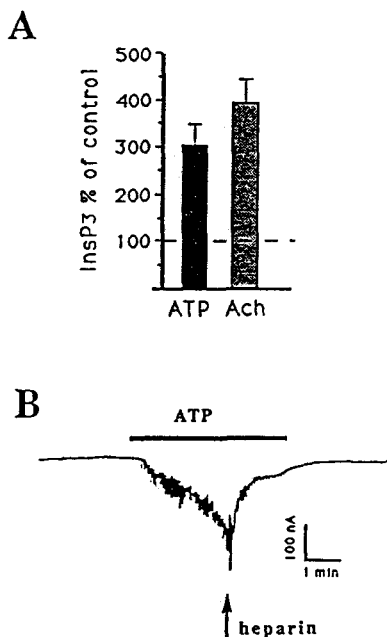 A
InsP3 % of control
500
400
300
200
100
ATP Ach
B
ATP
100 nA
1 min
heparin